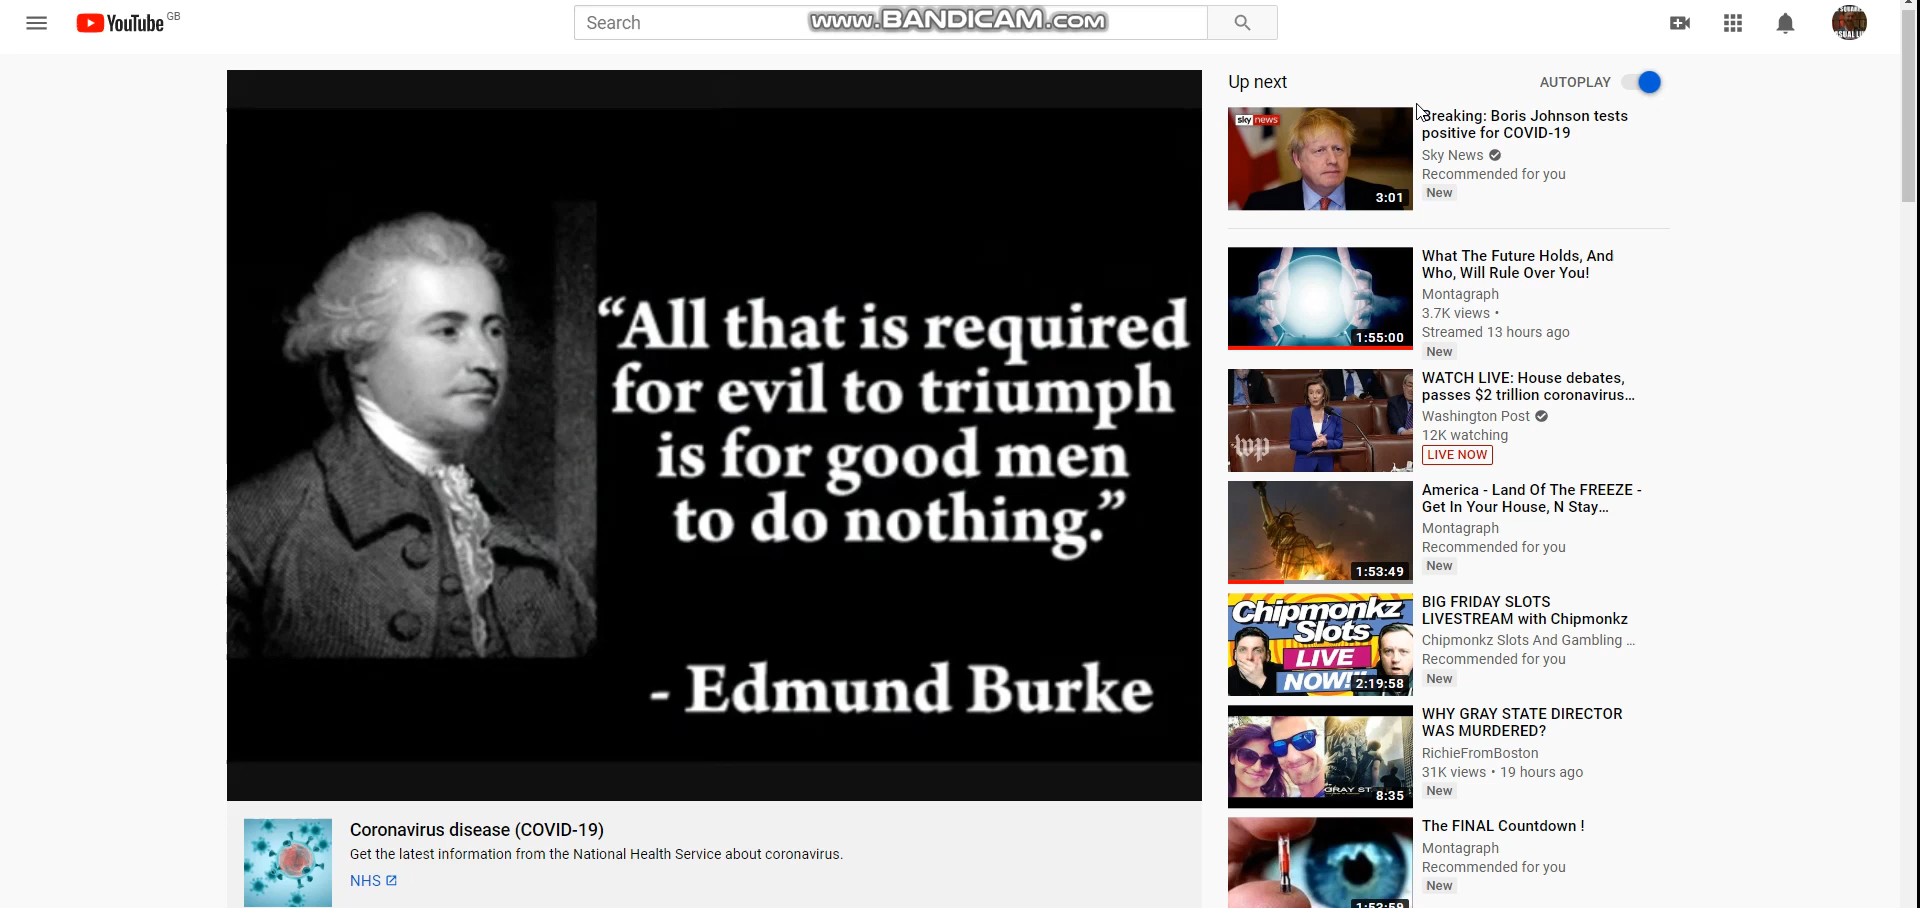 YouTube GB
Search
www.BANDICAM.com
"All that is required
for evil to triumph
is for good men
to do nothing."
- Edmund Burke
Coronavirus disease (COVID-19)
Get the latest information from the National Health Service about coronavirus.
NHS
Up next
AUTOPLAY
sky news
3:01
Breaking: Boris Johnson tests
positive for COVID-19
Sky News
Recommended for you
New
1:55:00
What The Future Holds, And
Who, Will Rule Over You!
Montagraph
3.7K views •
Streamed 13 hours ago
New
wp
WATCH LIVE: House debates,
passes $2 trillion coronavirus...
Washington Post
12K watching
LIVE NOW
1:53:49
America - Land Of The FREEZE -
Get In Your House, N Stay...
Montagraph
Recommended for you
New
Chipmonkz
Slots
LIVE
NOW!"
2:19:58
BIG FRIDAY SLOTS
LIVESTREAM with Chipmonkz
Chipmonkz Slots And Gambling ...
Recommended for you
New
GRAY ST
8:35
WHY GRAY STATE DIRECTOR
WAS MURDERED?
RichieFromBoston
31K views • 19 hours ago
New
1:53:59
The FINAL Countdown !
Montagraph
Recommended for you
New